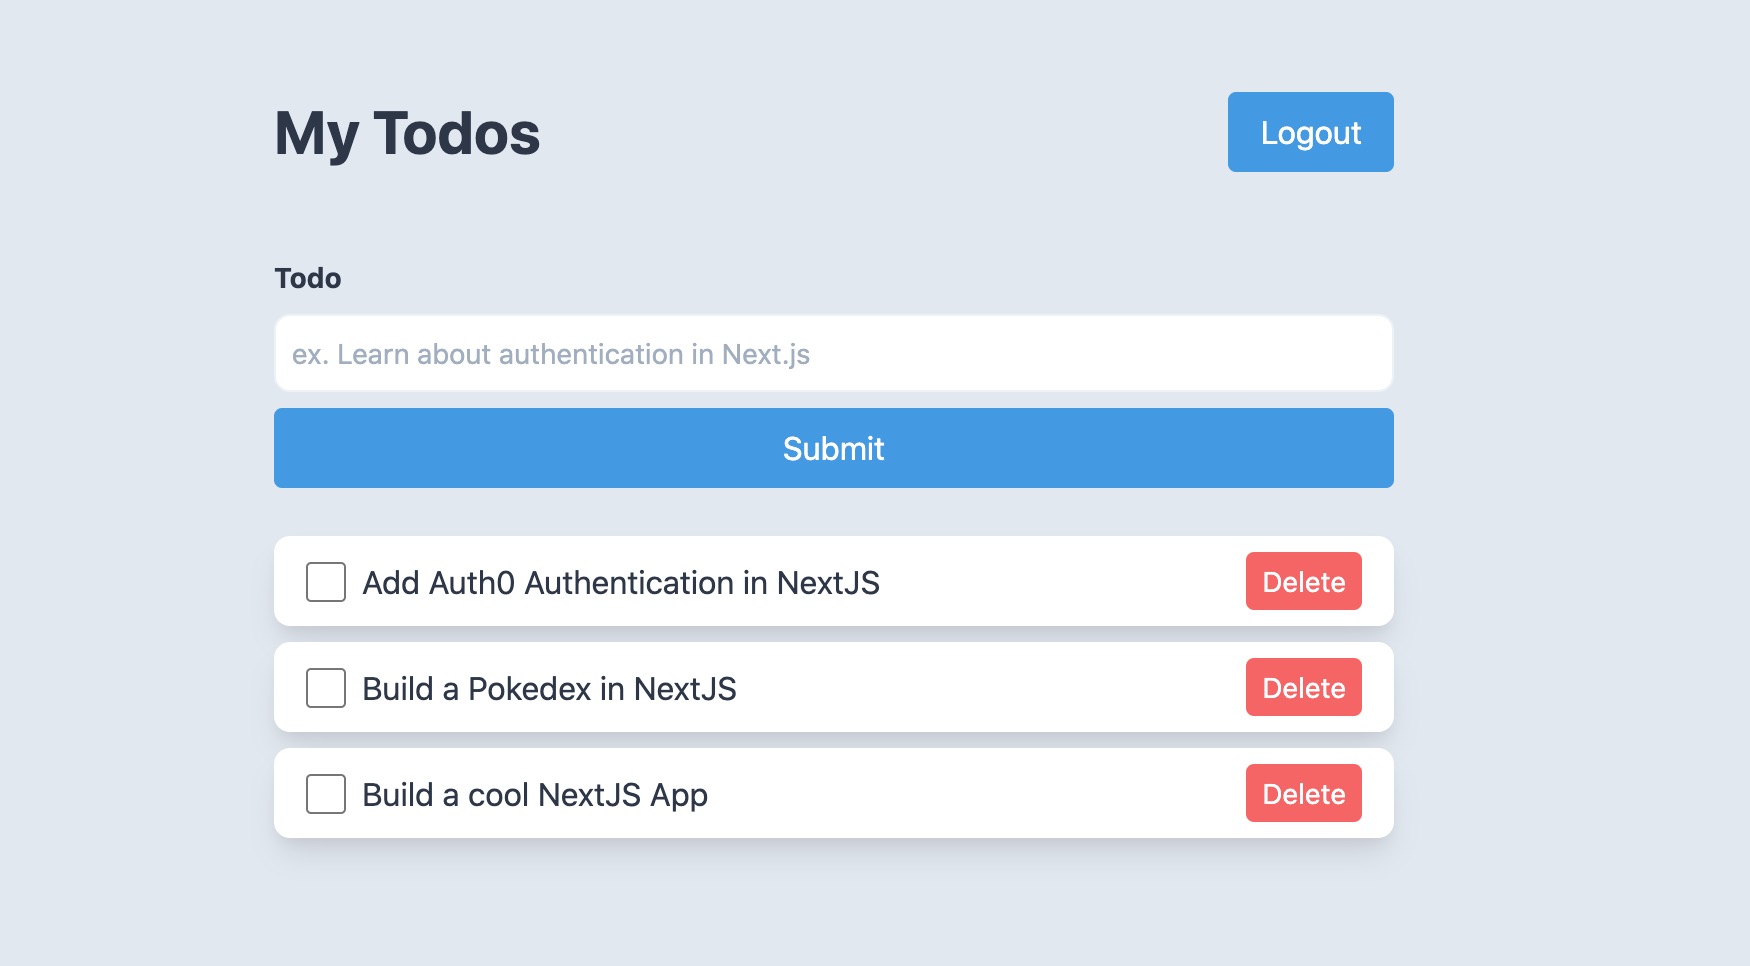 My Todos
Logout
Todo
ex. Learn about authentication in Next.js
Submit
Add Auth0 Authentication in NextJS
Delete
Build a Pokedex in NextJS
Delete
Build a cool NextJS App
Delete